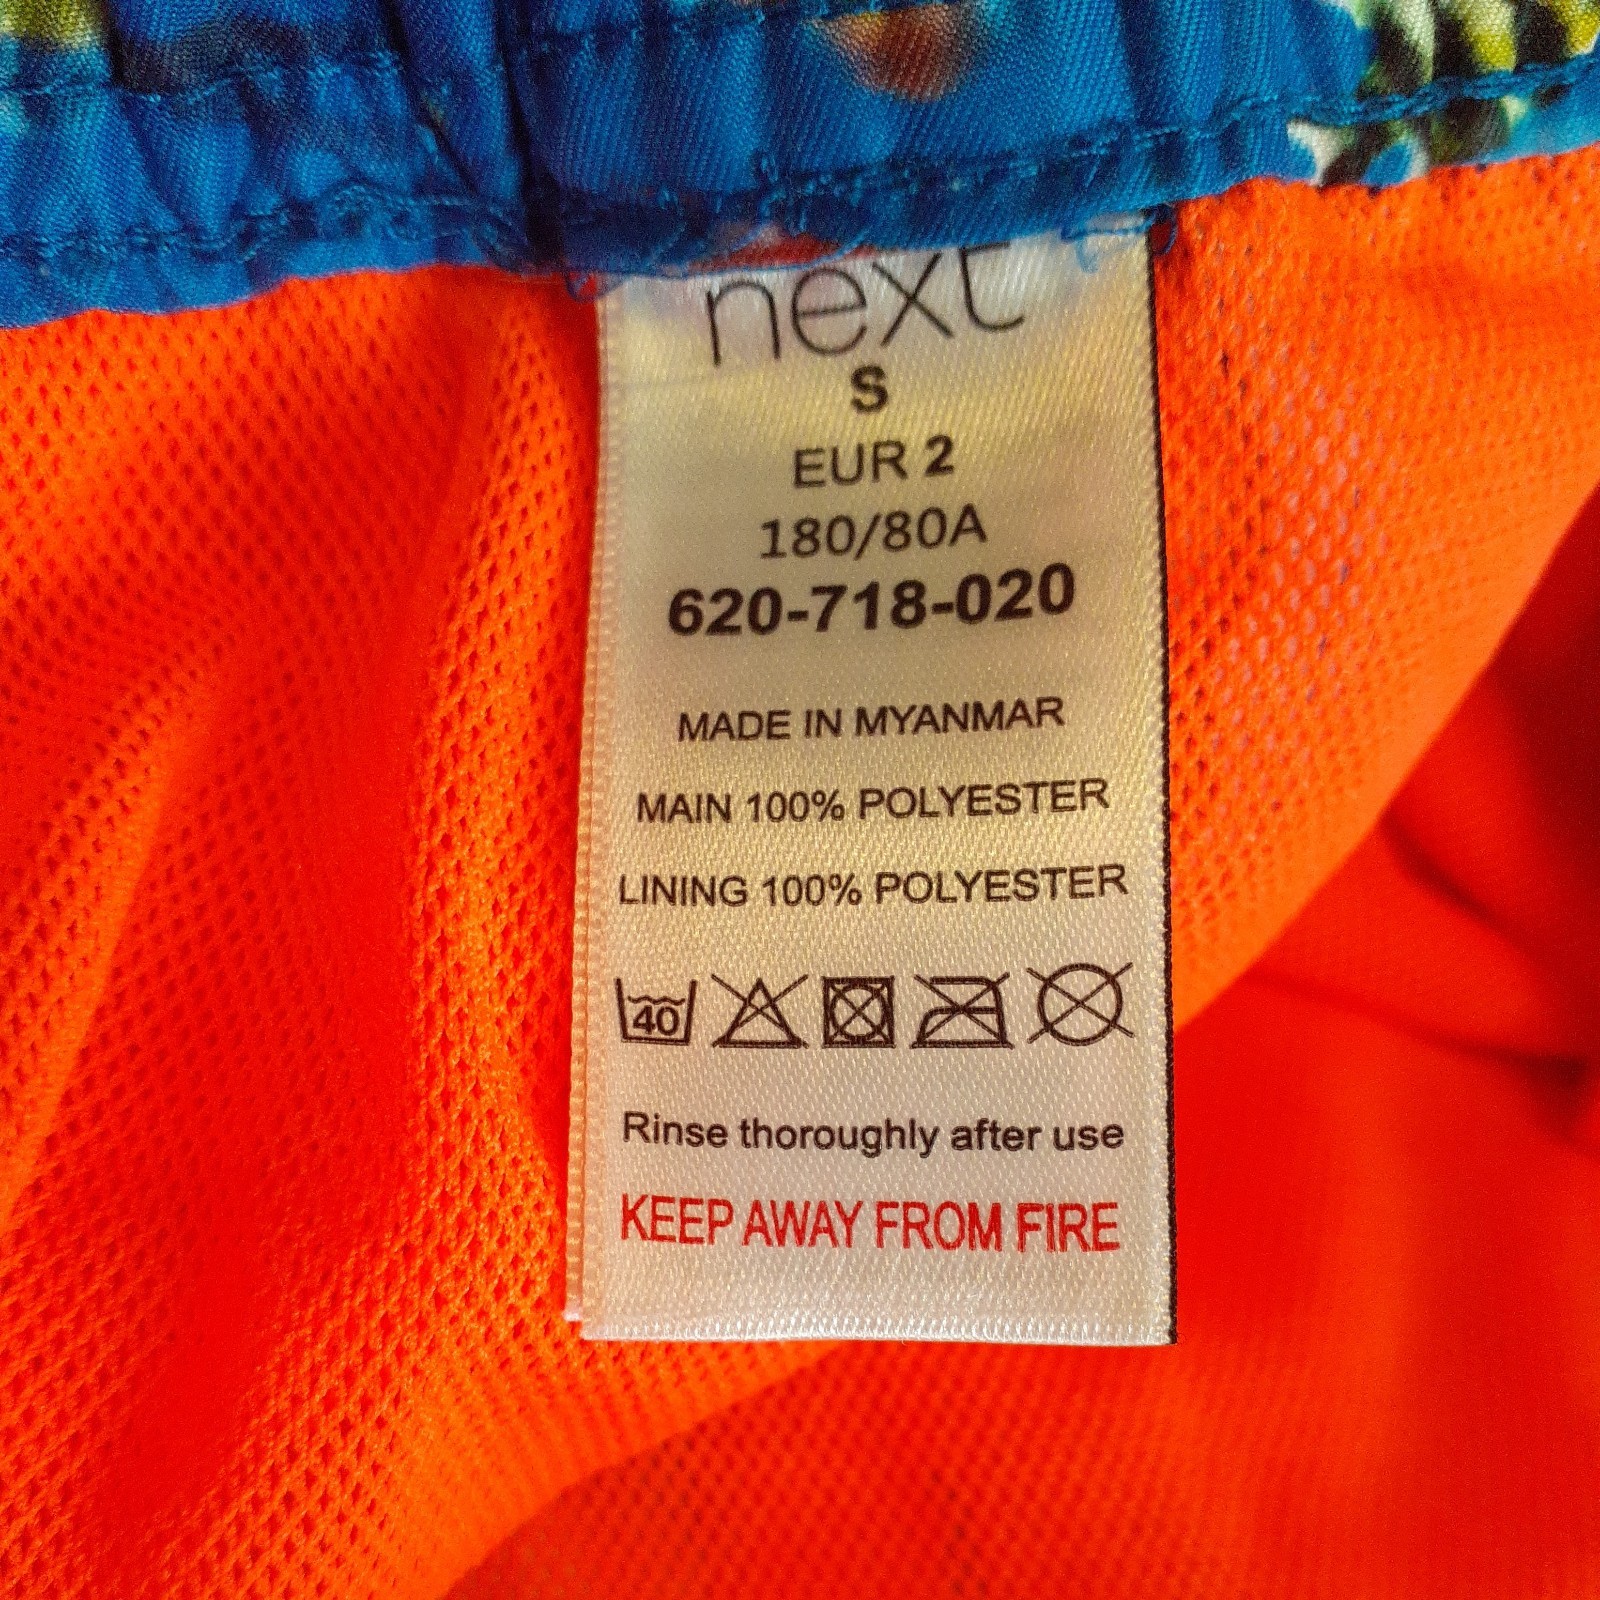 next
S
EUR 2
180/80A
620-718-020
MADE IN MYANMAR
MAIN 100% POLYESTER
LINING 100% POLYESTER
40
Rinse thoroughly after use
KEEP AWAY FROM FIRE